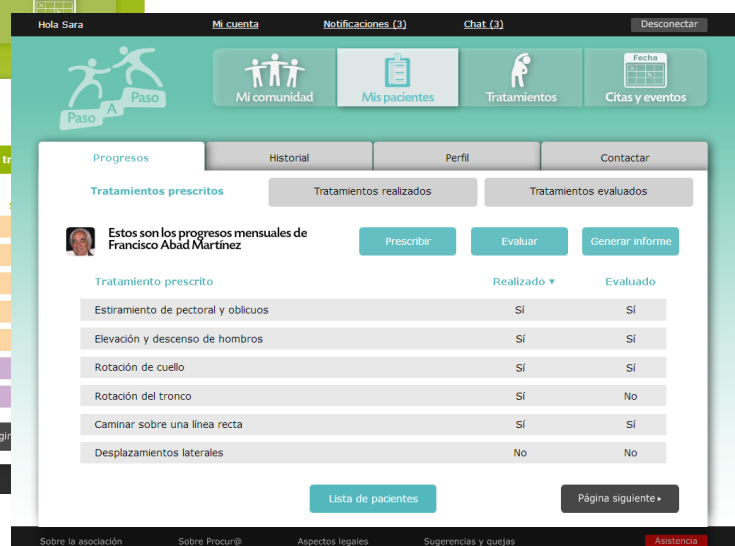 Hola Sara
Mi cuenta
Notificaciones (3)
Chat (3)
Desconectar
Paso A Paso
Mi comunidad
Mis pacientes
Tratamientos
Fecha
Citas y eventos
Progresos
Historial
Perfil
Contactar
Tratamientos prescritos
Tratamientos realizados
Tratamientos evaluados
Estos son los progresos mensuales de
Francisco Abad Martínez
Prescribir
Evaluar
Generar informe
Tratamiento prescrito
Realizado ▼
Evaluado
Estiramiento de pectoral y oblicuos Sí Sí
Elevación y descenso de hombros Sí Sí
Rotación de cuello Sí Sí
Rotación del tronco Sí No
Caminar sobre una línea recta Sí Sí
Desplazamientos laterales No No
Lista de pacientes
Página siguiente ▸
Sobre la asociación
Sobre Procur@
Aspectos legales
Sugerencias y quejas
Asistencia